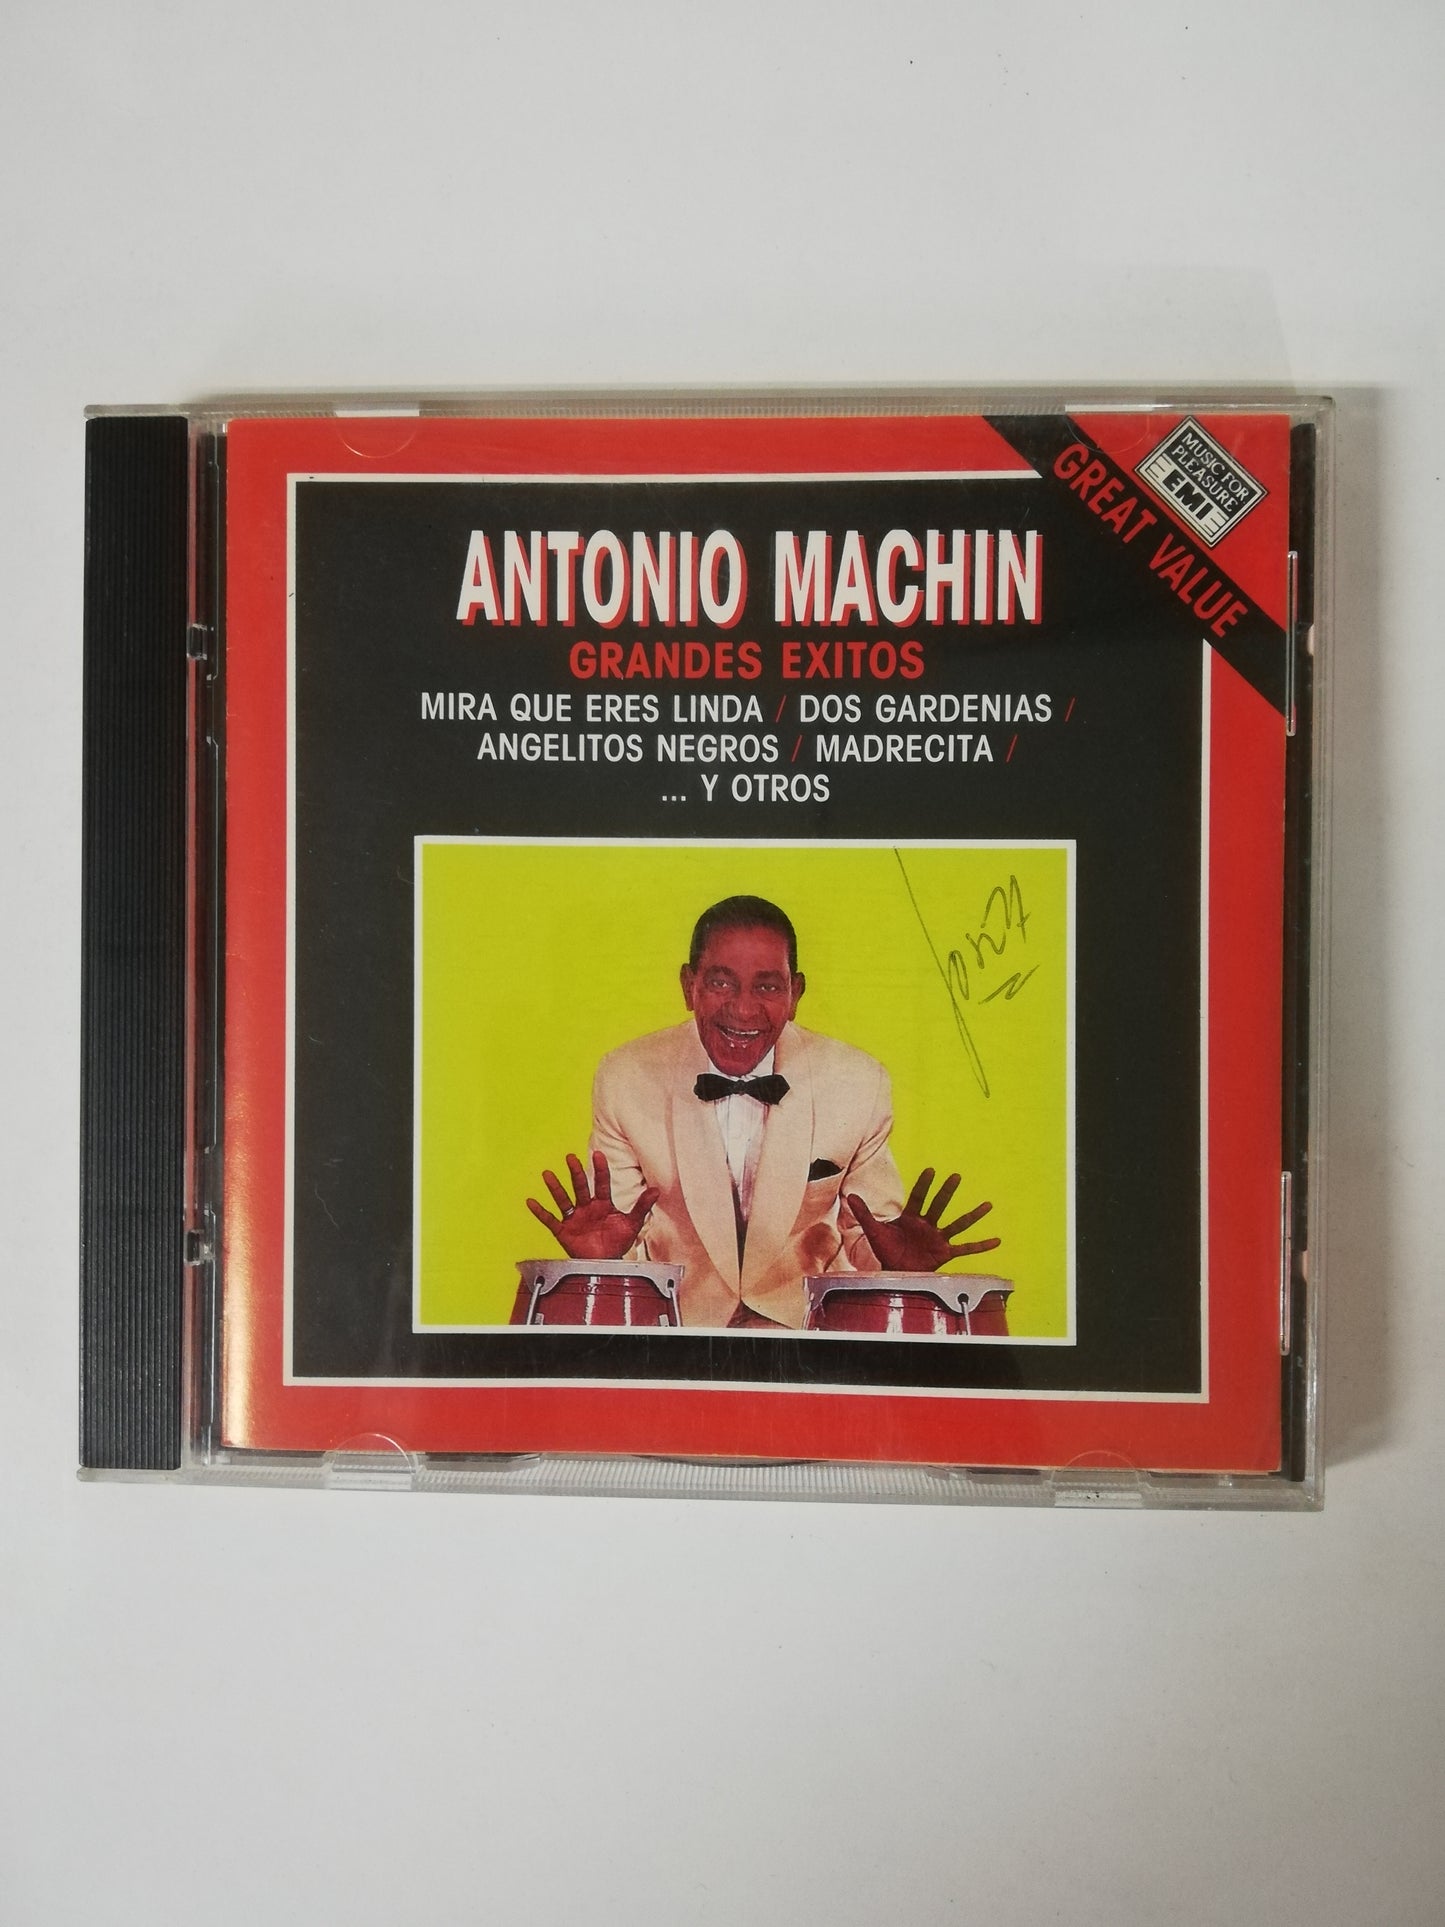 MUSIC FOR
PLEASURE
EMI
GREAT VALUE
ANTONIO MACHIN
GRANDES EXITOS
MIRA QUE ERES LINDA / DOS GARDENIAS /
ANGELITOS NEGROS / MADRECITA /
... Y OTROS